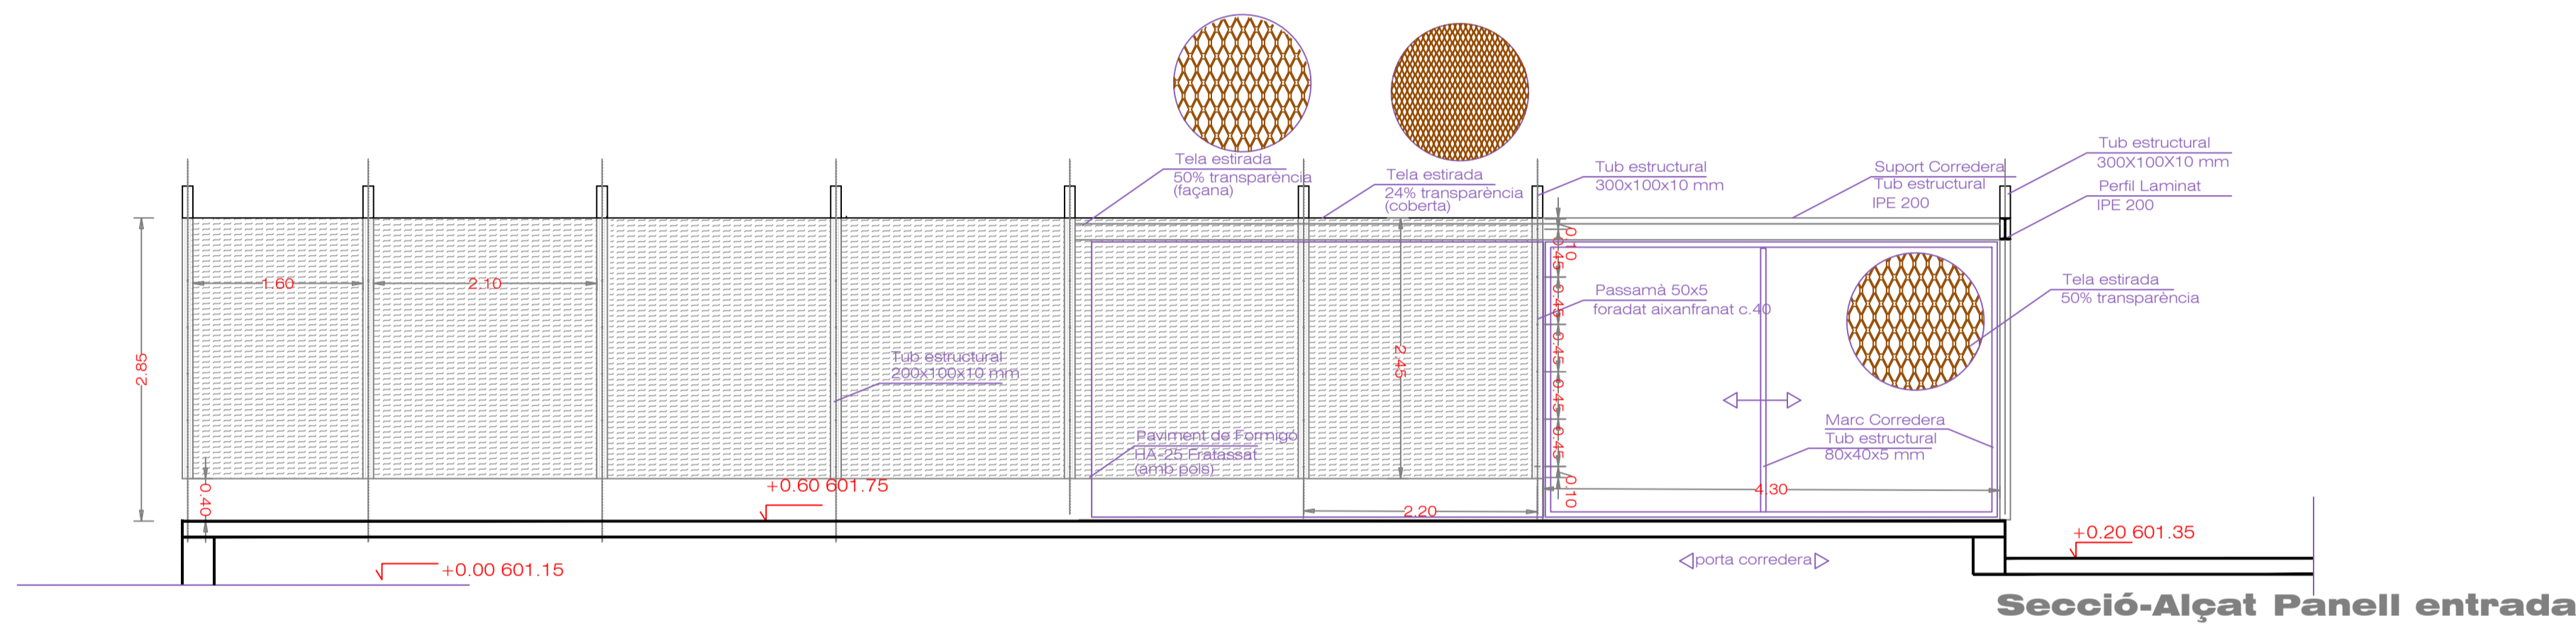 Tela estirada
50% transparència
(façana)
Tela estirada
24% transparència
(coberta)
Tub estructural
300x100x10 mm
Suport Corredera
Tub estructural
IPE 200
Tub estructural
300X100X10 mm
Perfil Laminat
IPE 200
0.10
0.45
0.45
0.45
0.45
0.45
0.10
1.60
2.10
Passamà 50x5
foradat aixanfranat c.40
Tela estirada
50% transparència
2.85
2.45
Tub estructural
200x100x10 mm
Marc Corredera
Tub estructural
80x40x5 mm
Paviment de Formigó
HA-25 Fratassat
(amb pols)
0.40
+0.60 601.75
4.30
2.20
+0.20 601.35
porta corredera
+0.00 601.15
Secció-Alçat Panell entrada